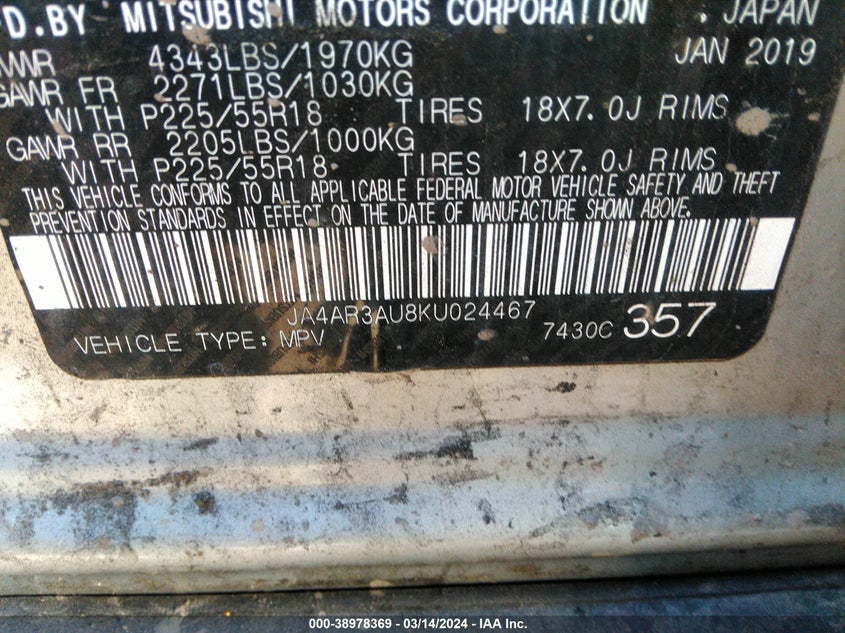 D.BY MITSUBISHI MOTORS CORPORATION . JAPAN
4343LBS/1970KG JAN 2019
GAWR FR 2271LBS/1030KG
WITH P225/55R18 TIRES 18X7.0J RIMS
GAWR RR 2205LBS/1000KG
WITH P225/55R18 TIRES 18X7.0J RIMS
THIS VEHICLE CONFORMS TO ALL APPLICABLE FEDERAL MOTOR VEHICLE SAFETY AND THEFT
PREVENTION STANDARDS IN EFFECT ON THE DATE OF MANUFACTURE SHOWN ABOVE.
JA4AR3AU8KU024467
VEHICLE TYPE: MPV 7430C 357
000-38978369 / 03/14/2024 - IAA Inc.